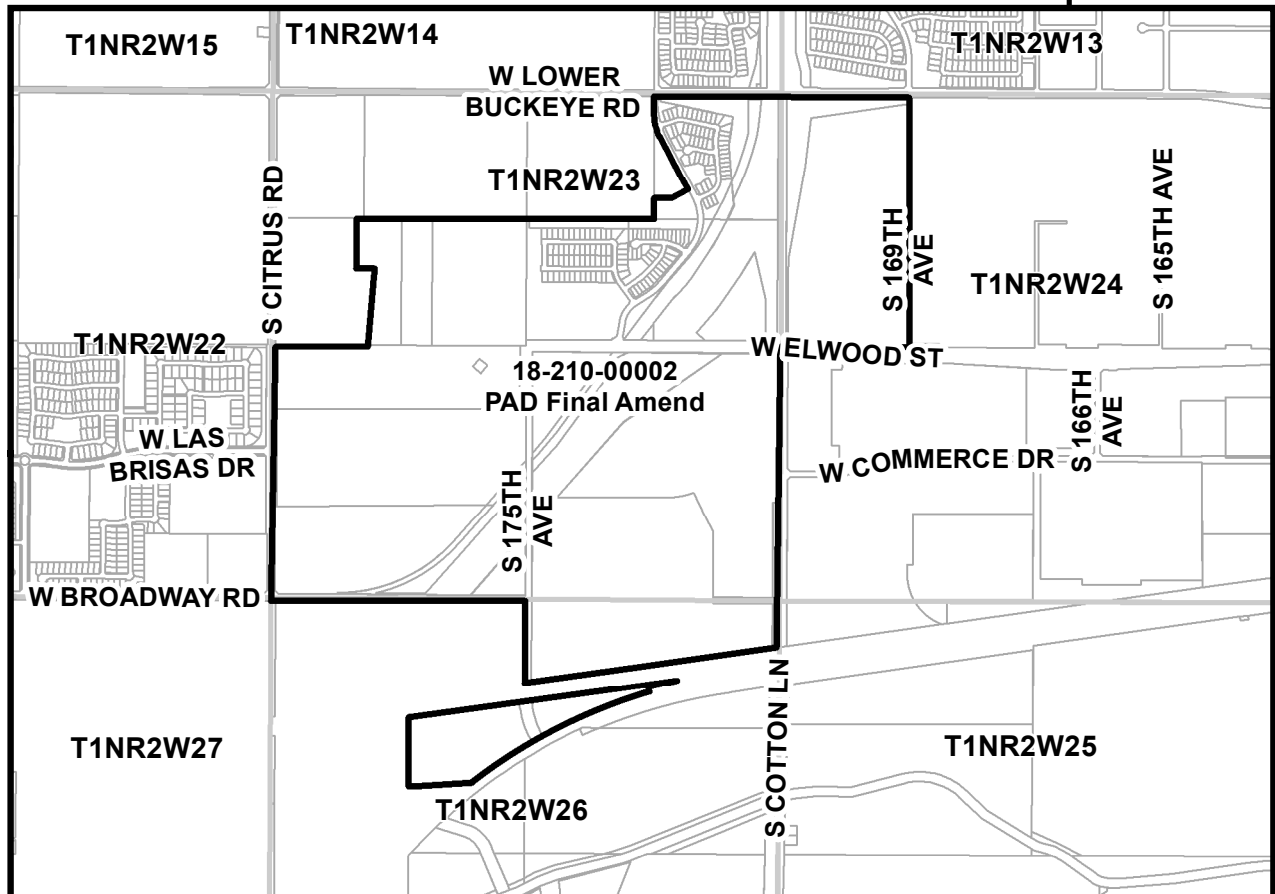 T1NR2W15
T1NR2W14
T1NR2W13
W LOWER
BUCKEYE RD
T1NR2W23
S CITRUS RD
S 169TH
AVE
S 165TH AVE
T1NR2W24
T1NR2W22
W ELWOOD ST
18-210-00002
PAD Final Amend
S 166TH
AVE
W LAS
BRISAS DR
W COMMERCE DR
S 175TH
AVE
W BROADWAY RD
S COTTON LN
T1NR2W27
T1NR2W25
T1NR2W26